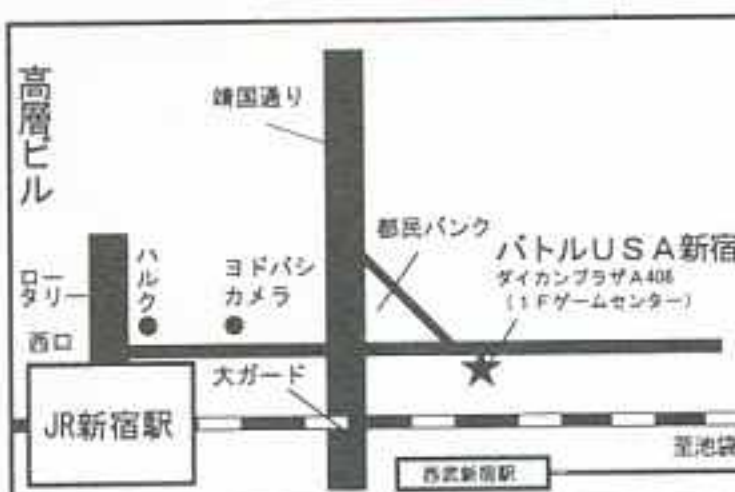 高層ビル
靖国通り
都民バンク
バトルUSA新宿
ダイカンプラザA406
(1Fゲームセンター)
ハルク
ヨドバシ
カメラ
ロー
タリー
西口
大ガード
JR新宿駅
至池袋
西武新宿駅